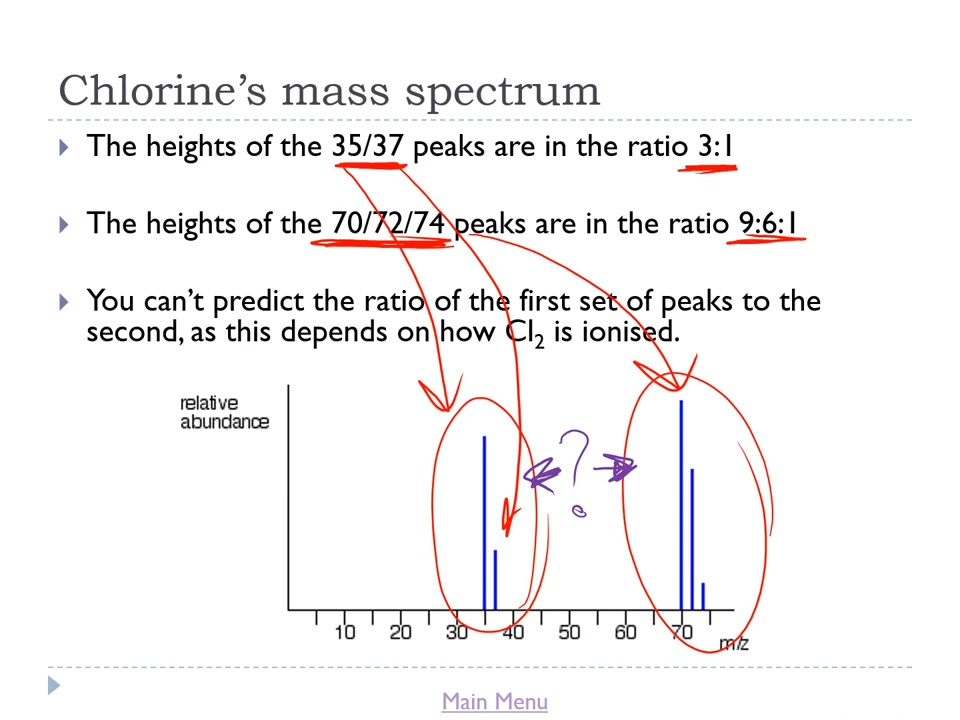 Chlorine’s mass spectrum
The heights of the 35/37 peaks are in the ratio 3:1
The heights of the 70/72/74 peaks are in the ratio 9:6:1
You can’t predict the ratio of the first set of peaks to the
second, as this depends on how Cl₂ is ionised.
relative
abundance
?
10 20 30 40 50 60 70 m/z
Main Menu